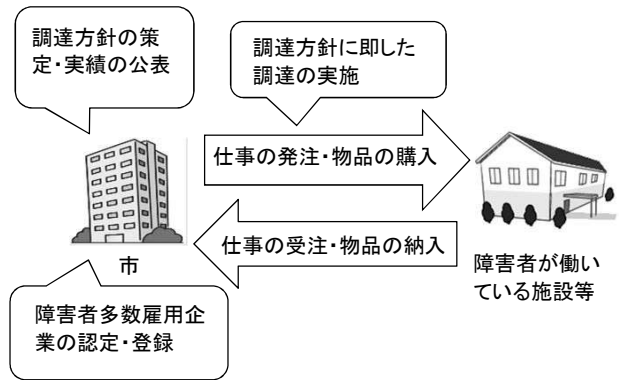 調達方針の策
定・実績の公表
調達方針に即した
調達の実施
仕事の発注・物品の購入
仕事の受注・物品の納入
市
障害者が働い
ている施設等
障害者多数雇用企
業の認定・登録